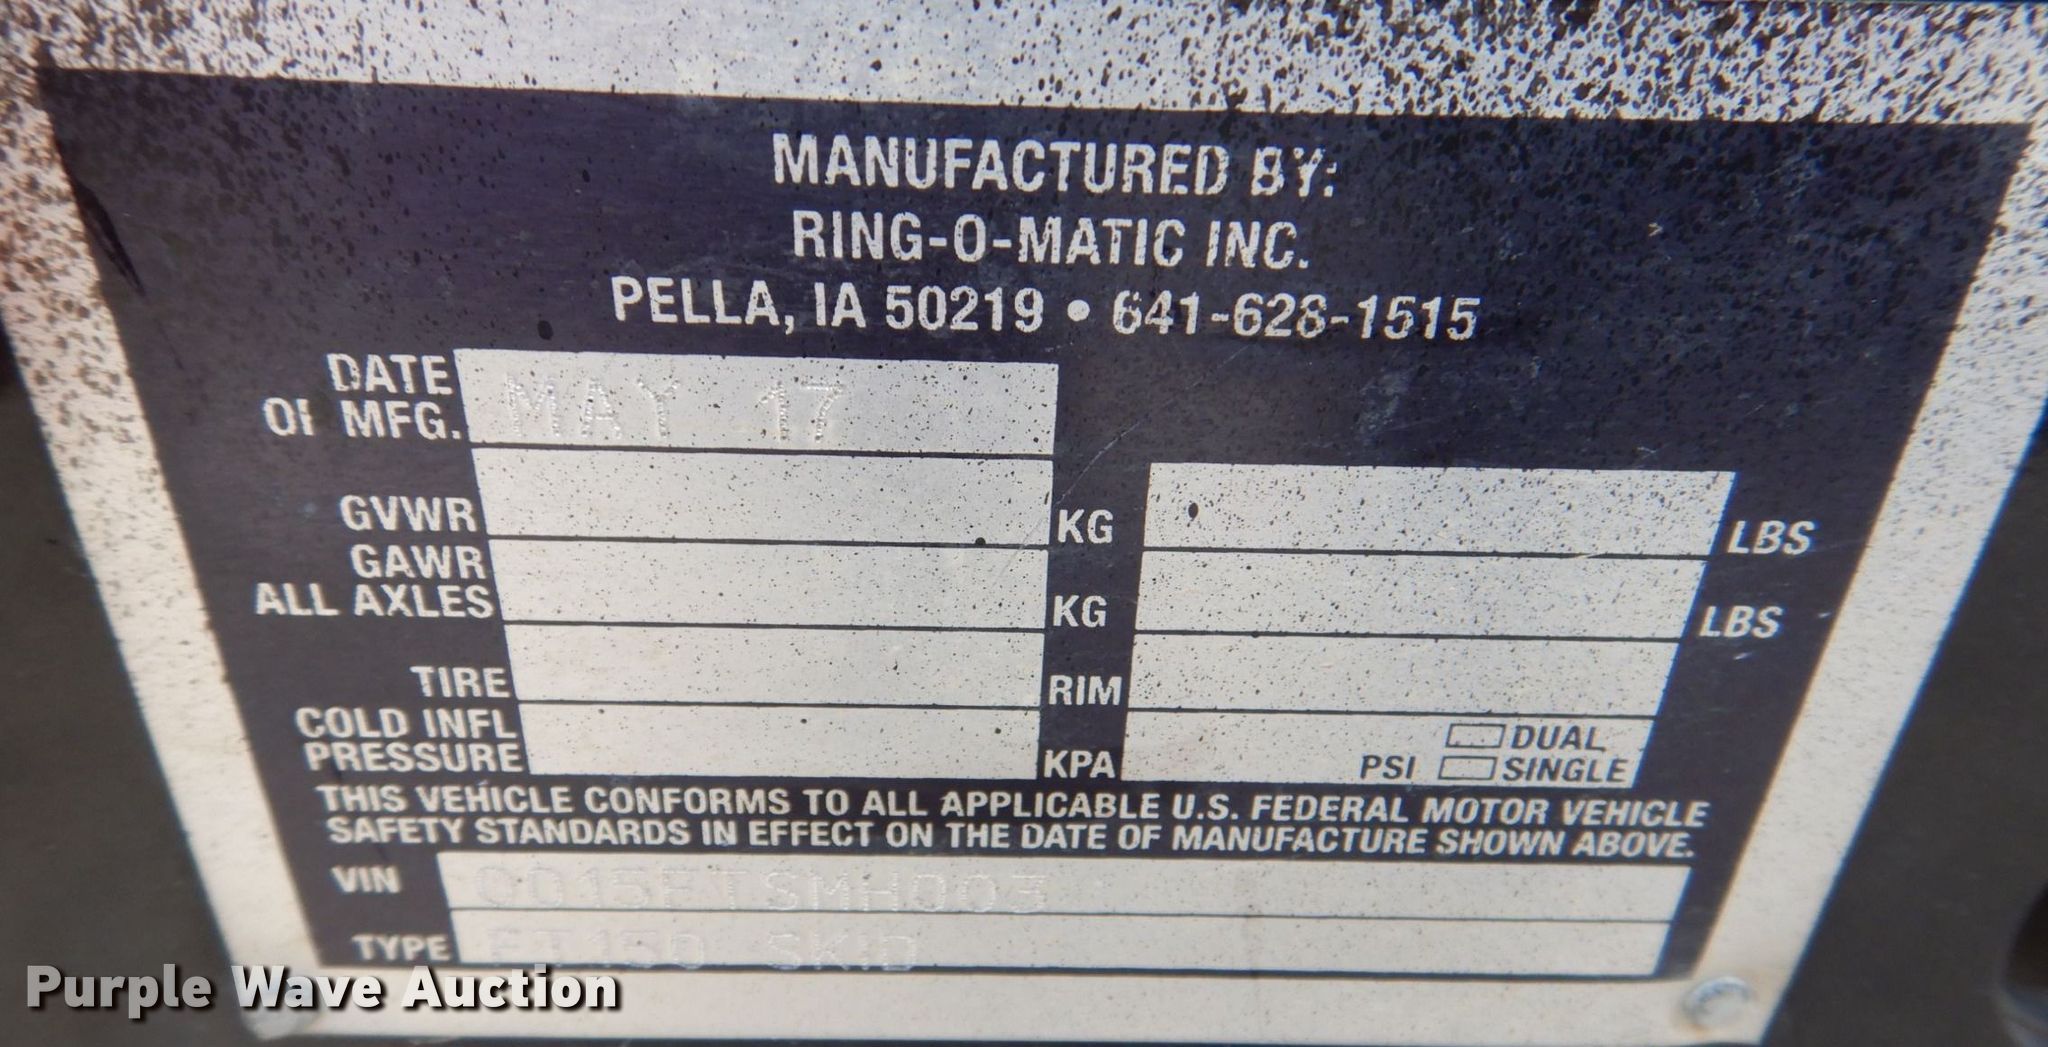 MANUFACTURED BY:
RING-O-MATIC INC.
PELLA, IA 50219 • 641-628-1515
DATE OF MFG. MAY 17
GVWR KG LBS
GAWR ALL AXLES KG LBS
TIRE RIM
COLD INFL PRESSURE KPA PSI DUAL SINGLE
THIS VEHICLE CONFORMS TO ALL APPLICABLE U.S. FEDERAL MOTOR VEHICLE
SAFETY STANDARDS IN EFFECT ON THE DATE OF MANUFACTURE SHOWN ABOVE.
VIN 0015FTSMH003
TYPE FT150 SKID
Purple Wave Auction